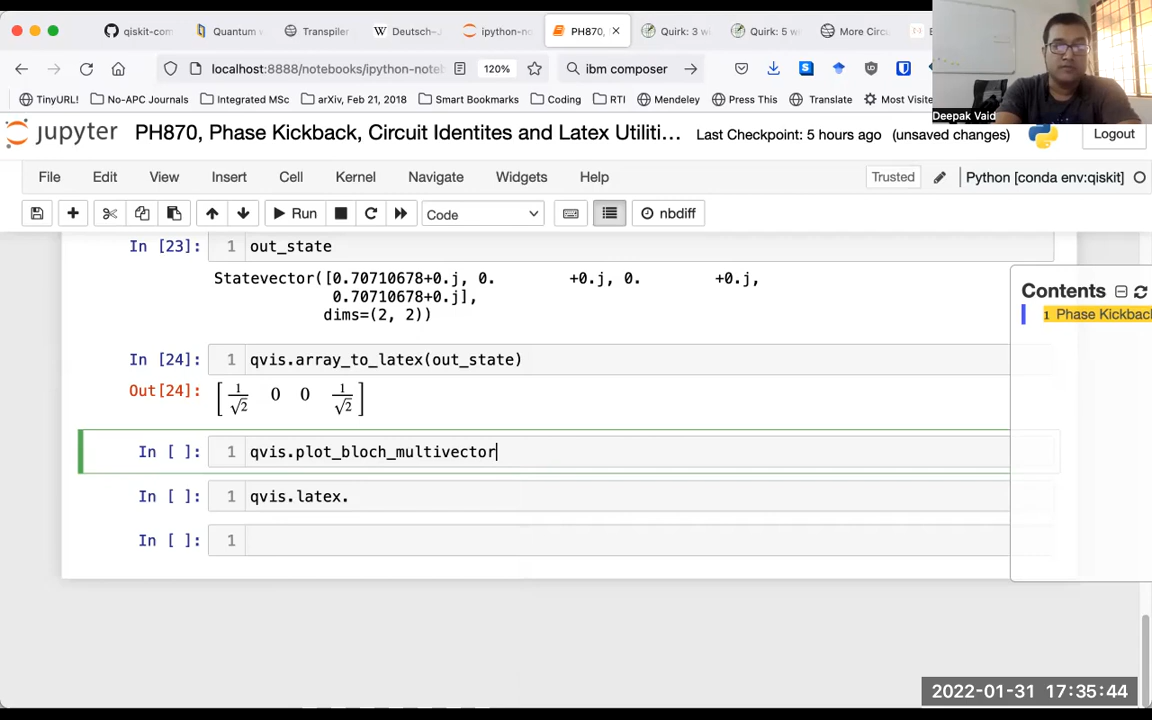 qiskit-com
Quantum w
Transpiler
Deutsch-J
ipython-no
PH870,
Quirk: 3 wi
Quirk: 5 w
More Circu
localhost:8888/notebooks/ipython-note
120%
ibm composer
TinyURL!
No-APC Journals
Integrated MSc
arXiv, Feb 21, 2018
Smart Bookmarks
Coding
RTI
Mendeley
Press This
Translate
Most Visite
Deepak Vaid
jupyter
PH870, Phase Kickback, Circuit Identites and Latex Utiliti...
Last Checkpoint: 5 hours ago
(unsaved changes)
Logout
File
Edit
View
Insert
Cell
Kernel
Navigate
Widgets
Help
Trusted
Python [conda env:qiskit]
Run
Code
nbdiff
In [23]: 1 out_state
Statevector([0.70710678+0.j, 0. +0.j, 0. +0.j,
0.70710678+0.j],
dims=(2, 2))
Contents
1 Phase Kickbac
In [24]: 1 qvis.array_to_latex(out_state)
Out[24]: [ 1/√2 0 0 1/√2 ]
In [ ]: 1 qvis.plot_bloch_multivector
In [ ]: 1 qvis.latex.
In [ ]: 1
2022-01-31 17:35:44